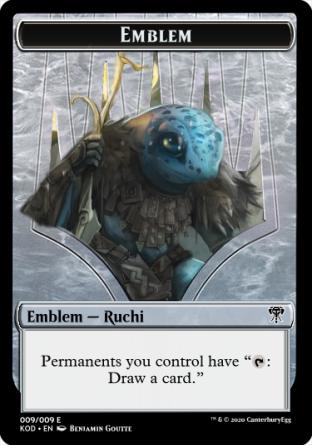 EMBLEM
Emblem — Ruchi
Permanents you control have “: 
Draw a card.”
009/009 E
KOD • EN BENJAMIN GOUTTE
™ & © 2020 CanterburyEgg